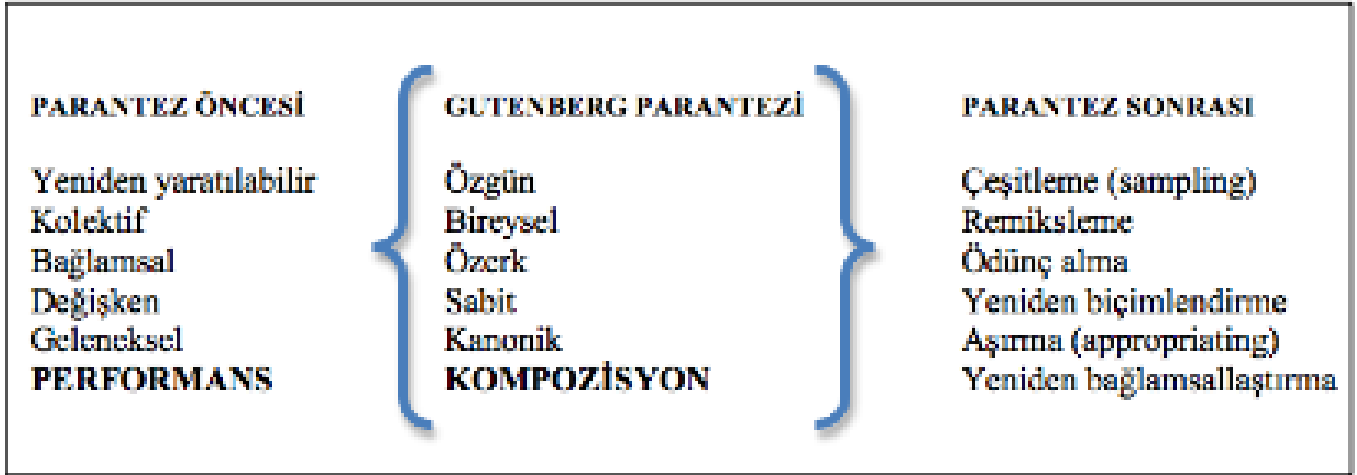 PARANTEZ ÖNCESİ
Yeniden yaratılabilir
Kolektif
Bağlamsal
Değişken
Geleneksel
PERFORMANS
GUTENBERG PARANTEZİ
Özgün
Bireysel
Özerk
Sabit
Kanonik
KOMPOZİSYON
PARANTEZ SONRASI
Çeşitleme (sampling)
Remiksleme
Ödünç alma
Yeniden biçimlendirme
Aşırma (appropriating)
Yeniden bağlamsallaştırma